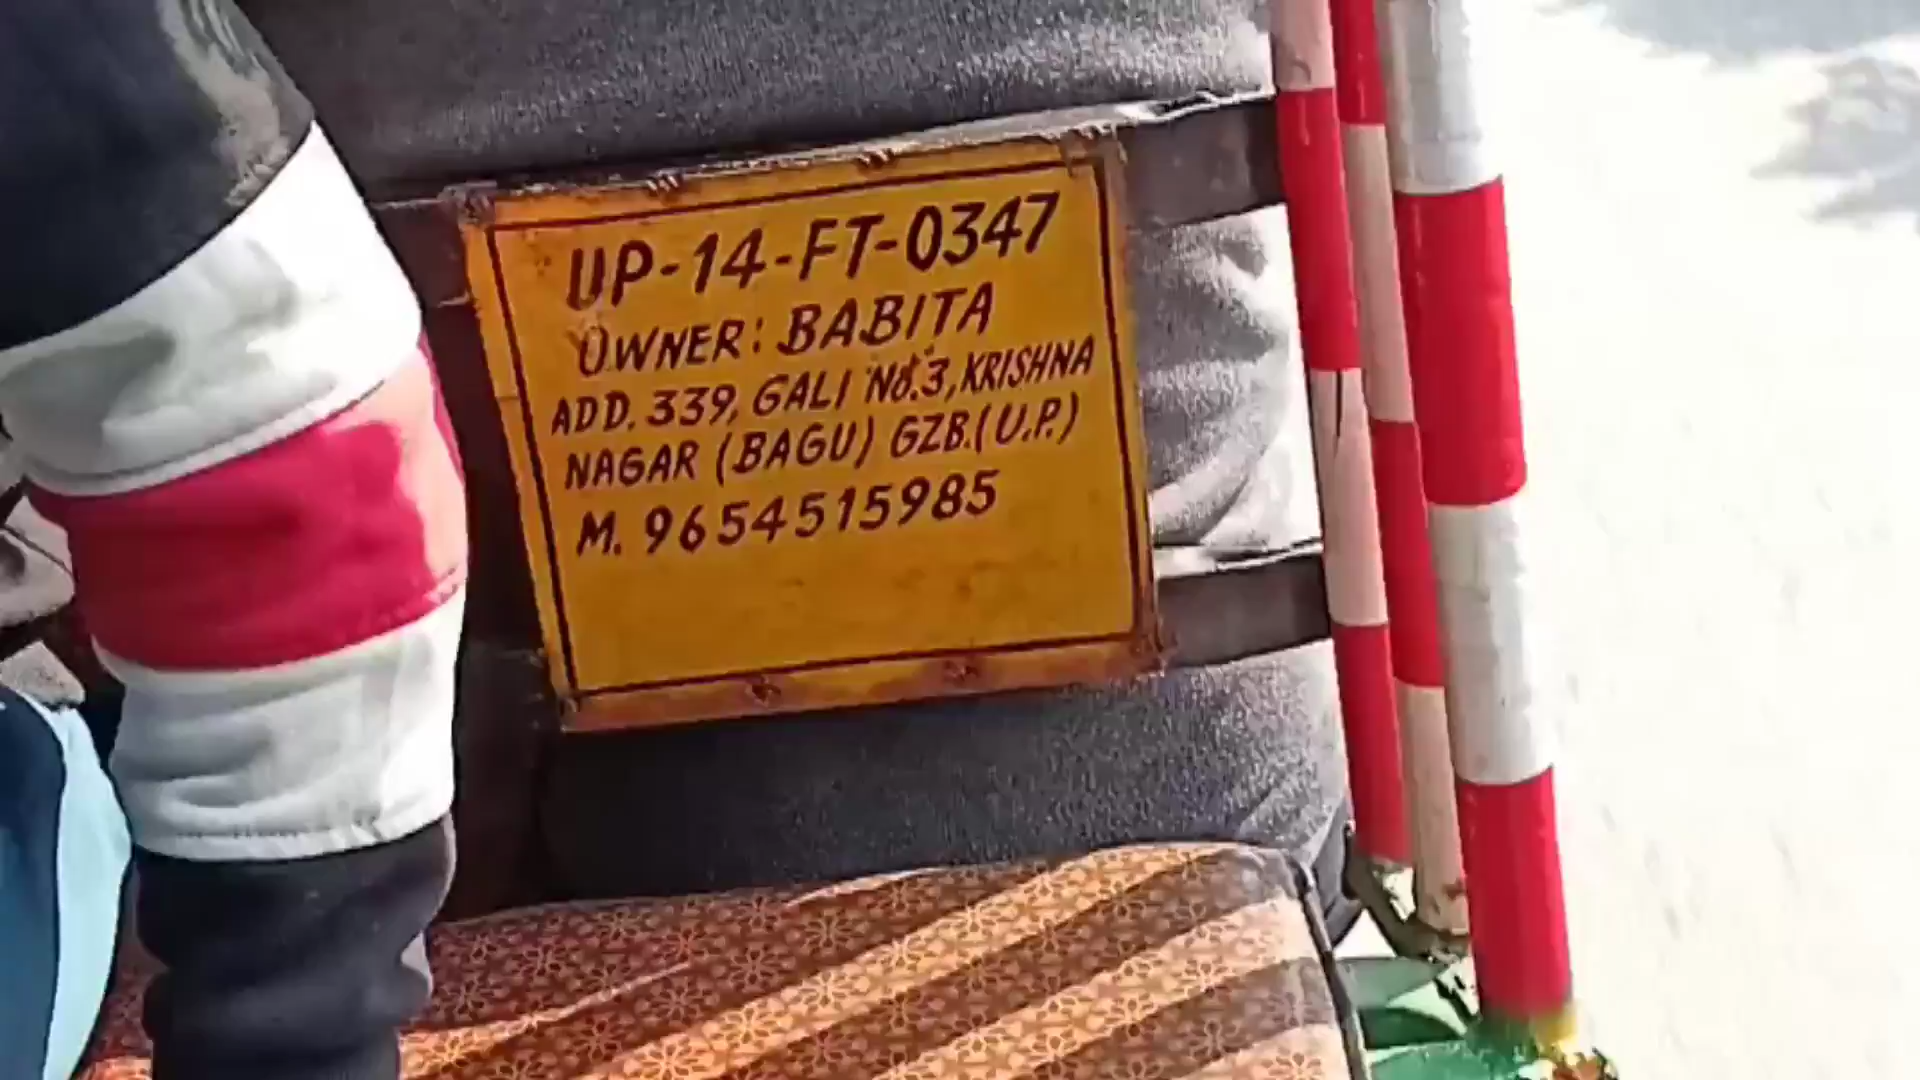 UP-14-FT-0347
OWNER: BABITA
ADD. 339, GALI No.3, KRISHNA
NAGAR (BAGU) GZB.(U.P.)
M. 9654515985